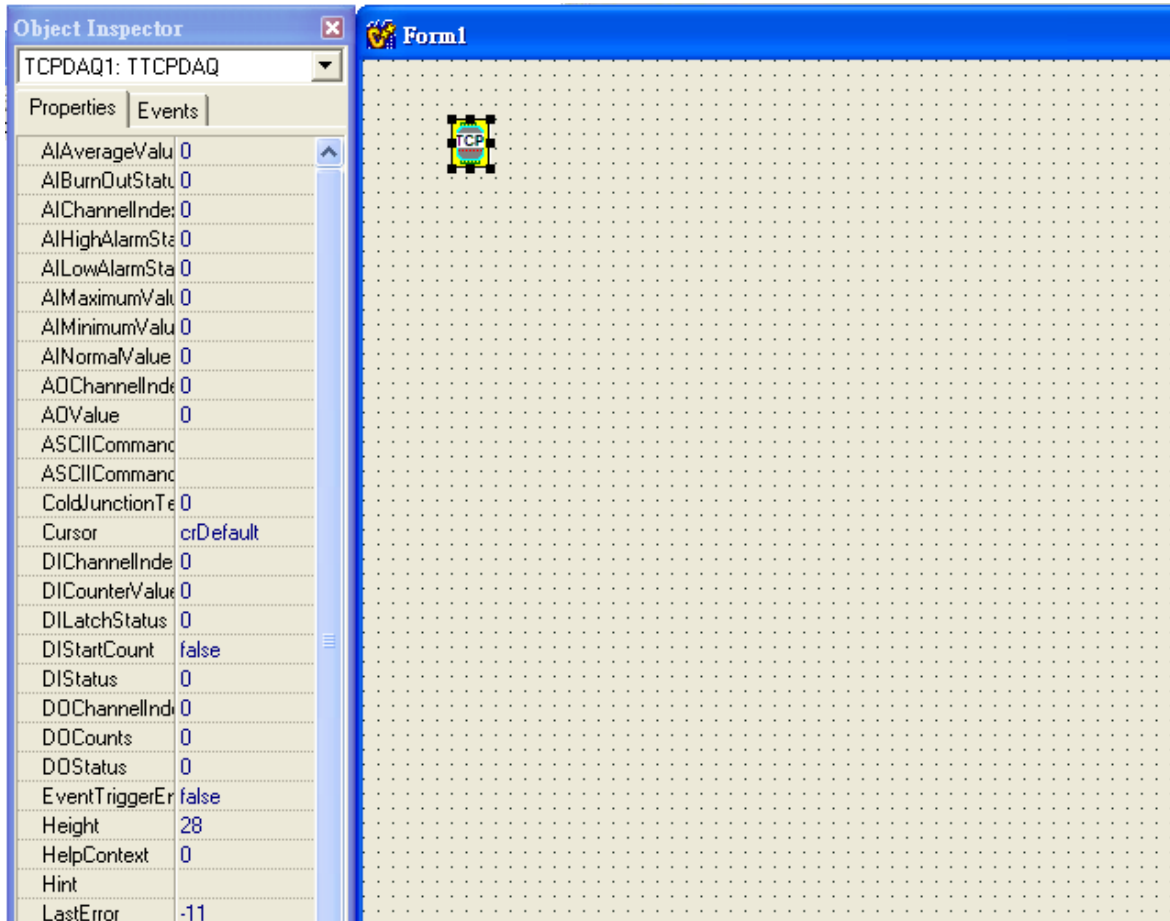 Object Inspector
Form1
TCPDAQ1: TTCPDAQ
Properties Events
AIAverageValu 0
AIBurnOutStatu 0
AIChannelInde 0
AIHighAlarmSta 0
AILowAlarmSta 0
AIMaximumValu 0
AIMinimumValu 0
AINormalValue 0
AOChannelInde 0
AOValue 0
ASCIICommand
ASCIICommand
ColdJunctionTe 0
Cursor crDefault
DIChannelInde 0
DICounterValue 0
DILatchStatus 0
DIStartCount false
DIStatus 0
DOChannelInd 0
DOCounts 0
DOStatus 0
EventTriggerEr false
Height 28
HelpContext 0
Hint
LastError -11
TCP